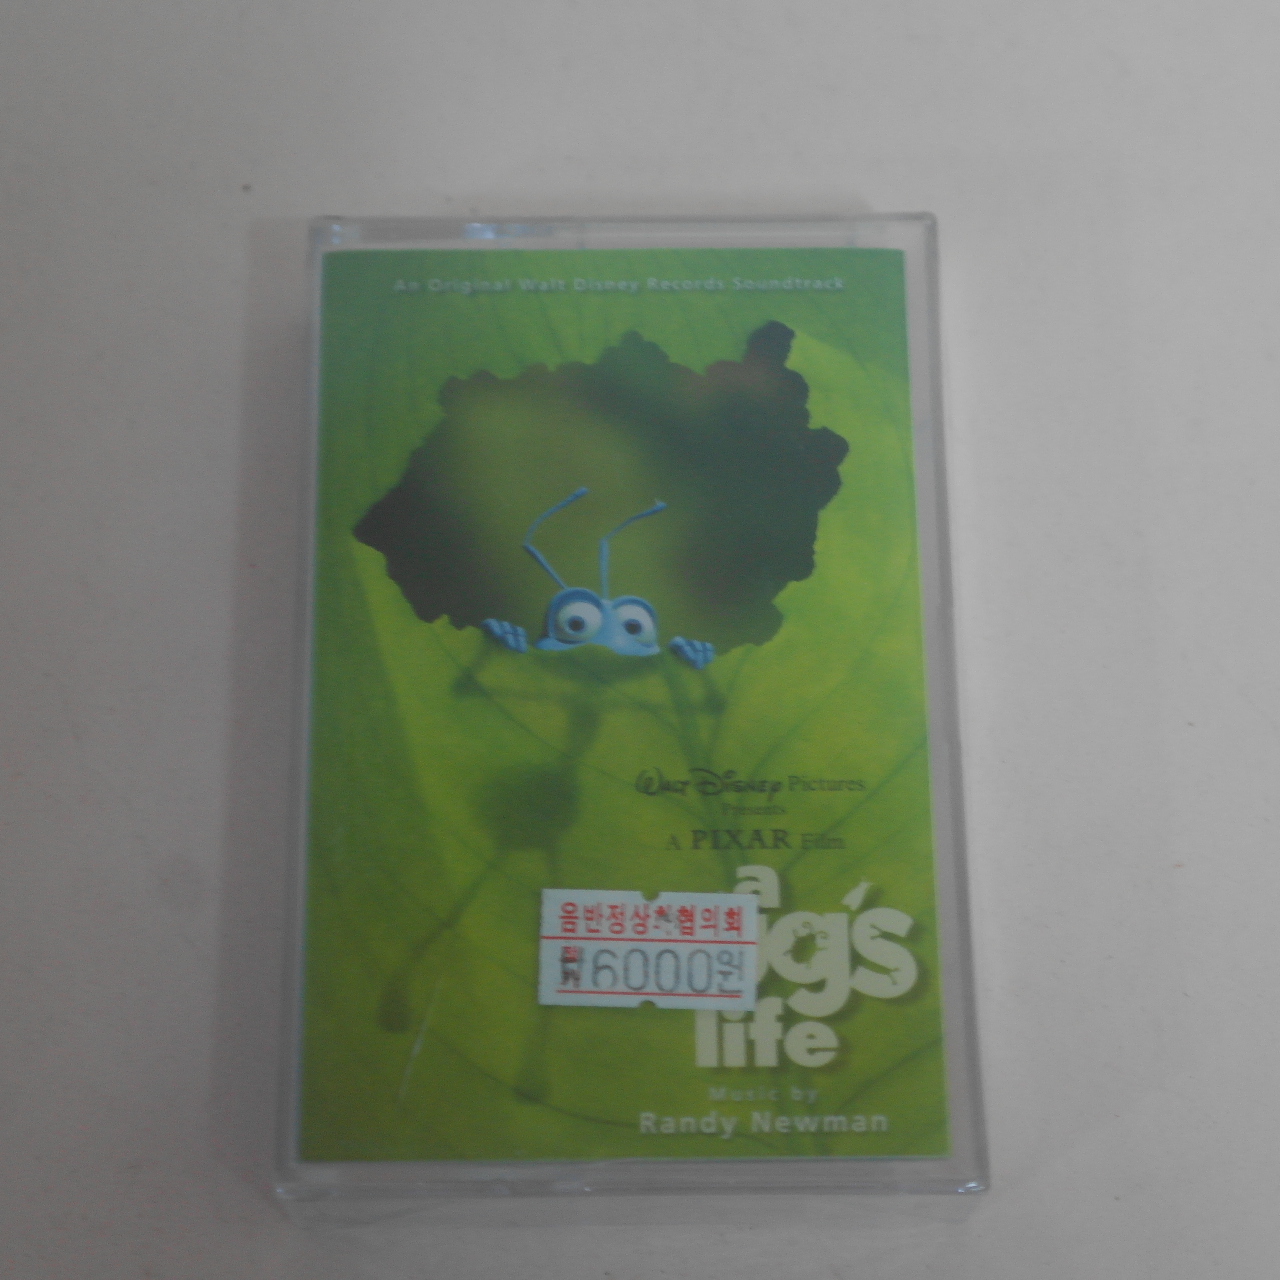 An Original Walt Disney Records Soundtrack
WALT DISNEY Pictures
Presents
A PIXAR Film
a
ug's
음반정상화협의회
6000원
life
Music by
Randy Newman